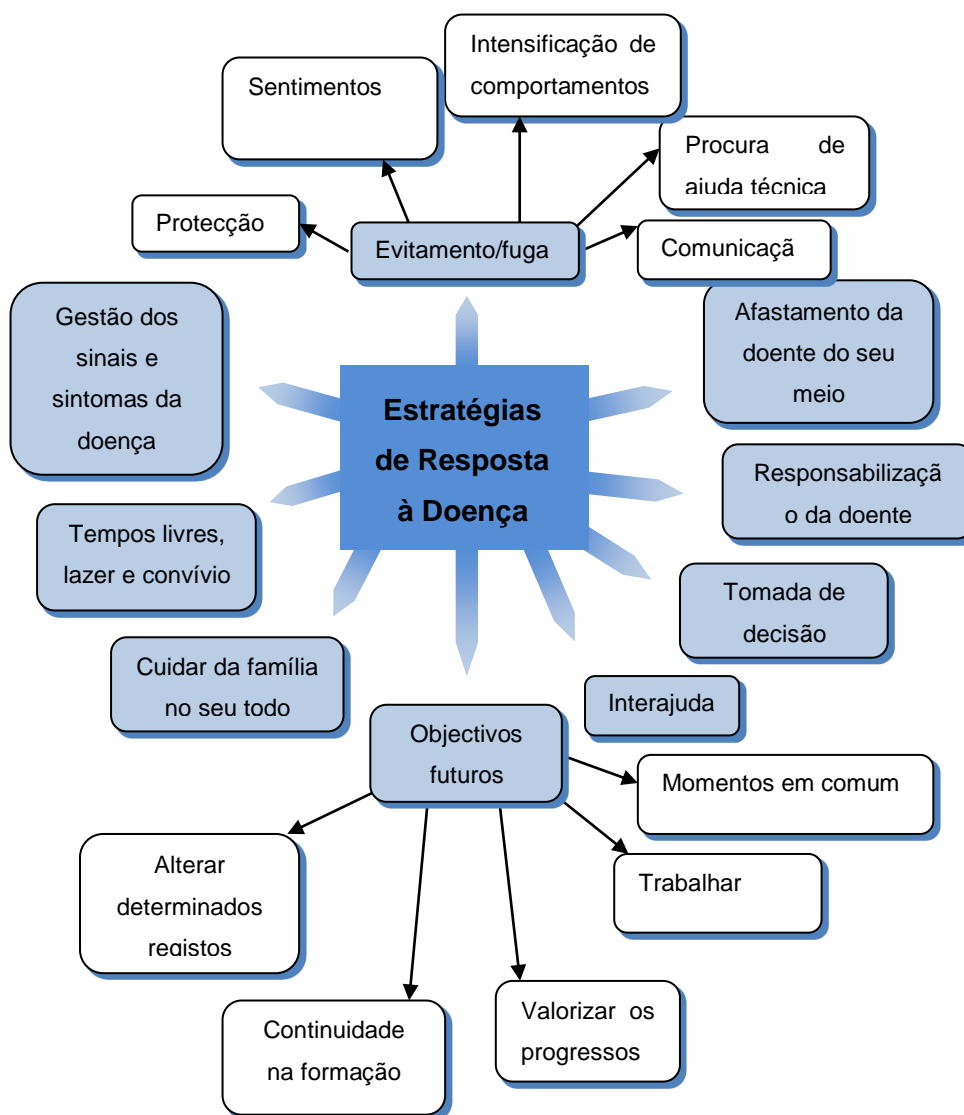 Intensificação de
comportamentos
Sentimentos
Procura de
ajuda técnica
Protecção
Evitamento/fuga
Comunicaçã
Gestão dos
sinais e
sintomas da
doença
Afastamento da
doente do seu
meio
Estratégias
de Resposta
à Doença
Responsabilizaçã
o da doente
Tempos livres,
lazer e convívio
Tomada de
decisão
Cuidar da família
no seu todo
Interajuda
Objectivos
futuros
Momentos em comum
Alterar
determinados
registos
Trabalhar
Continuidade
na formação
Valorizar os
progressos